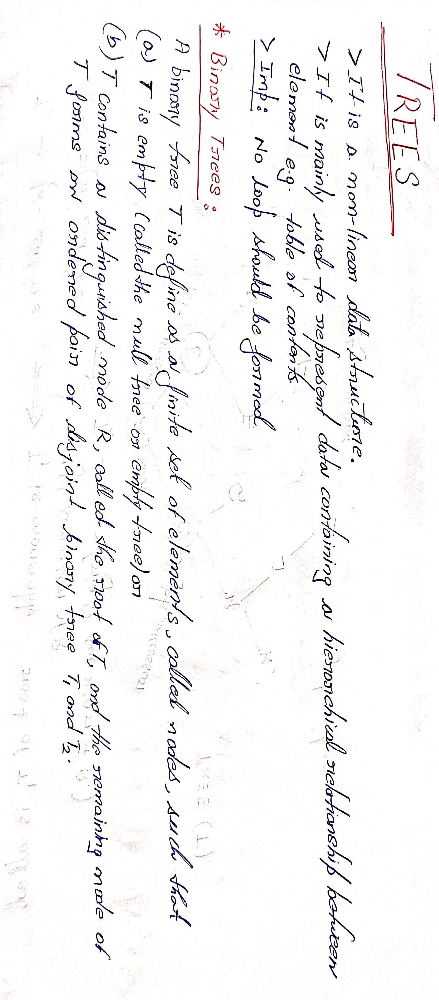 TREES
> It is a non-linear data structure.
> It is mainly used to represent data containing a hierarchical relationship between
element e.g. table of contents.
> Imp: No loop should be formed
* Binary Trees:
A binary tree T is define as a finite set of elements, called nodes, such that
(a) T is empty (called the null tree or empty tree) or
(b) T contains a distinguished node R, called the root of T, and the remaining node of
T forms an ordered pair of disjoint binary tree T1 and T2.